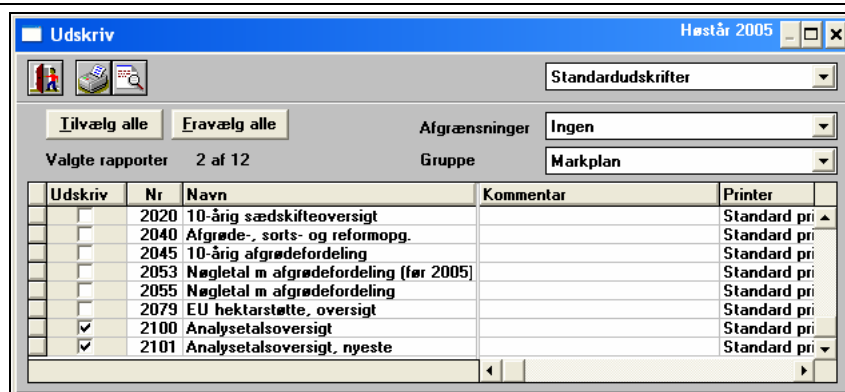 Udskriv Høstår 2005
Standardudskrifter
Tilvælg alle Fravælg alle Afgrænsninger Ingen
Valgte rapporter 2 af 12 Gruppe Markplan
Udskriv Nr Navn Kommentar Printer
2020 10-årig sædskifteoversigt Standard pri
2040 Afgrøde-, sorts- og reformopg. Standard pri
2045 10-årig afgrødefordeling Standard pri
2053 Nøgletal m afgrødefordeling (før 2005) Standard pri
2055 Nøgletal m afgrødefordeling Standard pri
2079 EU hektarstøtte, oversigt Standard pri
2100 Analysetalsoversigt Standard pri
2101 Analysetalsoversigt, nyeste Standard pri